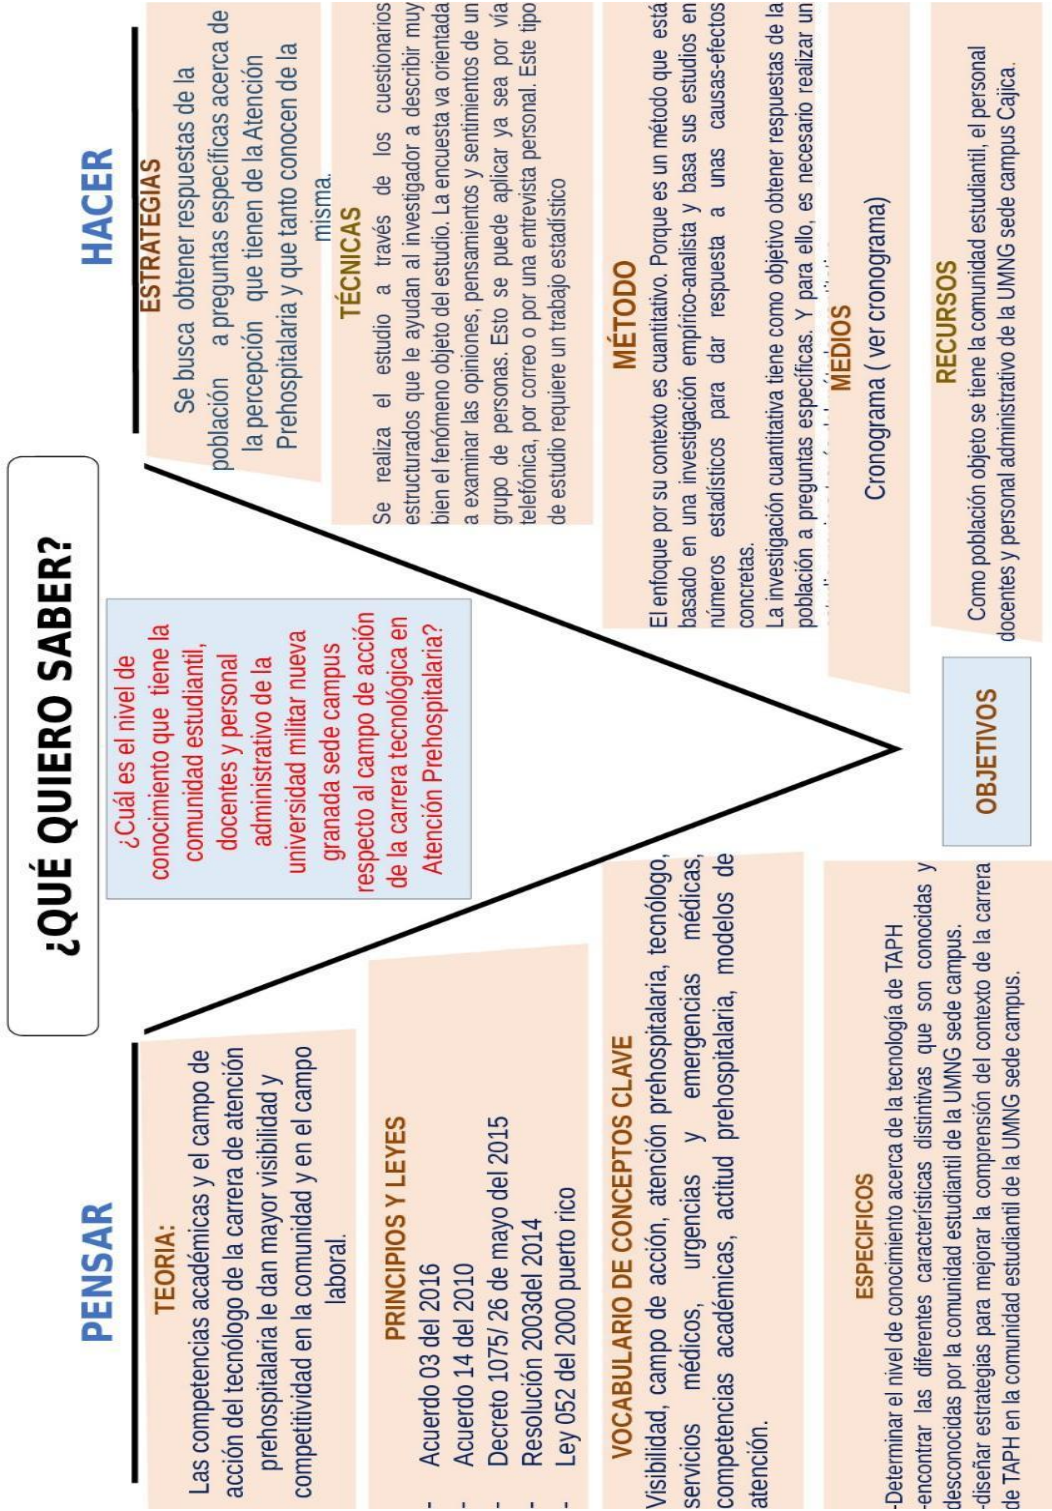 ¿QUÉ QUIERO SABER?
PENSAR
HACER
¿Cuál es el nivel de
conocimiento que tiene la
comunidad estudiantil,
docentes y personal
administrativo de la
universidad militar nueva
granada sede campus
respecto al campo de acción
de la carrera tecnológica en
Atención Prehospitalaria?
TEORIA:
Las competencias académicas y el campo de
acción del tecnólogo de la carrera de atención
prehospitalaria le dan mayor visibilidad y
competitividad en la comunidad y en el campo
laboral.
PRINCIPIOS Y LEYES
- Acuerdo 03 del 2016
- Acuerdo 14 del 2010
- Decreto 1075/ 26 de mayo del 2015
- Resolución 2003del 2014
- Ley 052 del 2000 puerto rico
VOCABULARIO DE CONCEPTOS CLAVE
Visibilidad, campo de acción, atención prehospitalaria, tecnólogo,
servicios médicos, urgencias y emergencias médicas,
competencias académicas, actitud prehospitalaria, modelos de
atención.
ESPECIFICOS
-Determinar el nivel de conocimiento acerca de la tecnología de TAPH
-encontrar las diferentes características distintivas que son conocidas y
desconocidas por la comunidad estudiantil de la UMNG sede campus.
-diseñar estrategias para mejorar la comprensión del contexto de la carrera
de TAPH en la comunidad estudiantil de la UMNG sede campus.
OBJETIVOS
ESTRATEGIAS
Se busca obtener respuestas de la
población a preguntas específicas acerca de
la percepción que tienen de la Atención
Prehospitalaria y que tanto conocen de la
misma.
TÉCNICAS
Se realiza el estudio a través de los cuestionarios
estructurados que le ayudan al investigador a describir muy
bien el fenómeno objeto del estudio. La encuesta va orientada
a examinar las opiniones, pensamientos y sentimientos de un
grupo de personas. Esto se puede aplicar ya sea por vía
telefónica, por correo o por una entrevista personal. Este tipo
de estudio requiere un trabajo estadístico
MÉTODO
El enfoque por su contexto es cuantitativo. Porque es un método que está
basado en una investigación empírico-analista y basa sus estudios en
números estadísticos para dar respuesta a unas causas-efectos
concretas.
La investigación cuantitativa tiene como objetivo obtener respuestas de la
población a preguntas específicas. Y para ello, es necesario realizar un
MEDIOS
Cronograma ( ver cronograma)
RECURSOS
Como población objeto se tiene la comunidad estudiantil, el personal
docentes y personal administrativo de la UMNG sede campus Cajica.